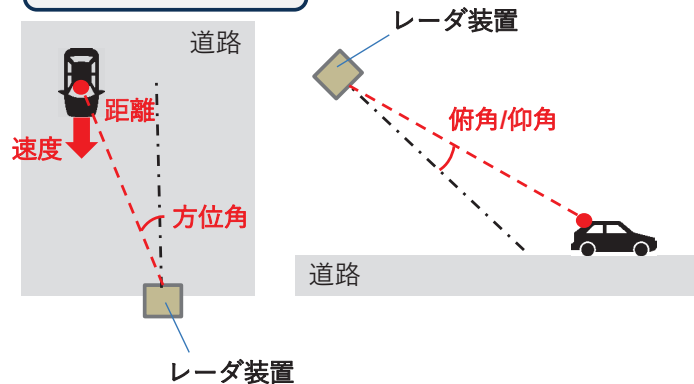 道路
距離
速度
方位角
レーダ装置
レーダ装置
俯角/仰角
道路